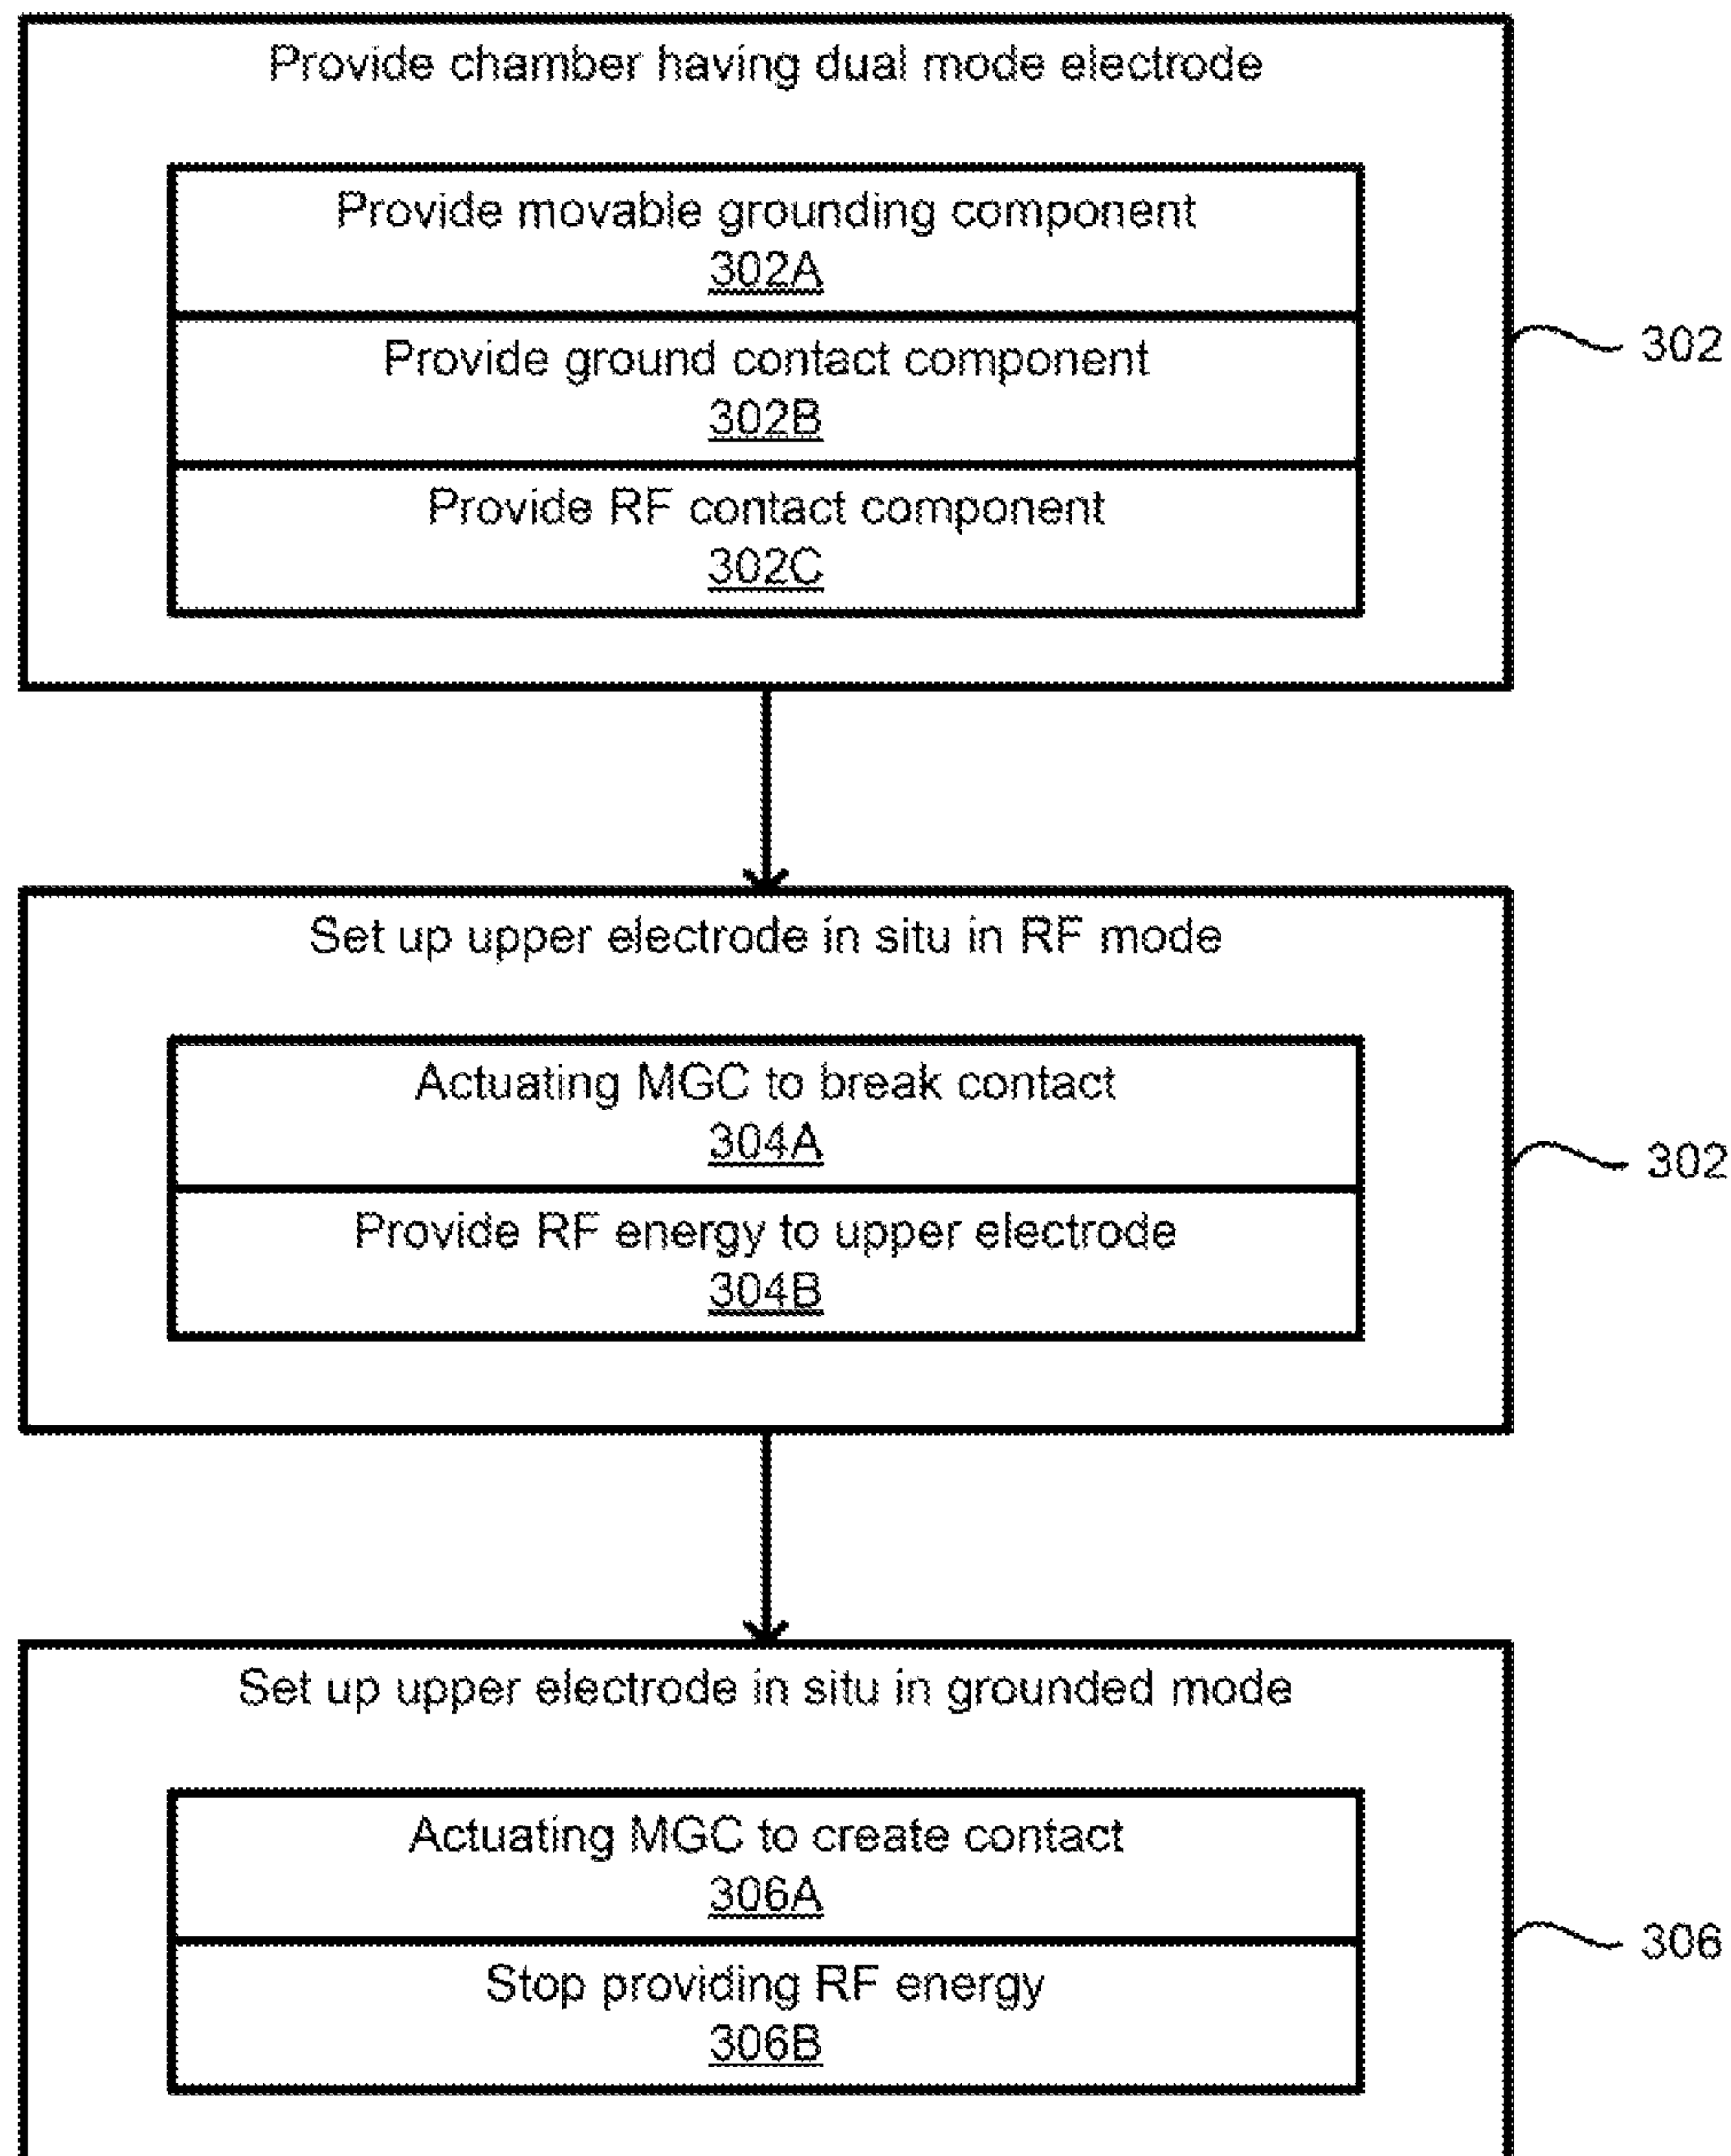 Provide chamber having dual mode electrode
Provide movable grounding component
302A
Provide ground contact component
302B
Provide RF contact component
302C
302
Set up upper electrode in situ in RF mode
Actuating MGC to break contact
304A
Provide RF energy to upper electrode
304B
302
Set up upper electrode in situ in grounded mode
Actuating MGC to create contact
306A
Stop providing RF energy
306B
306